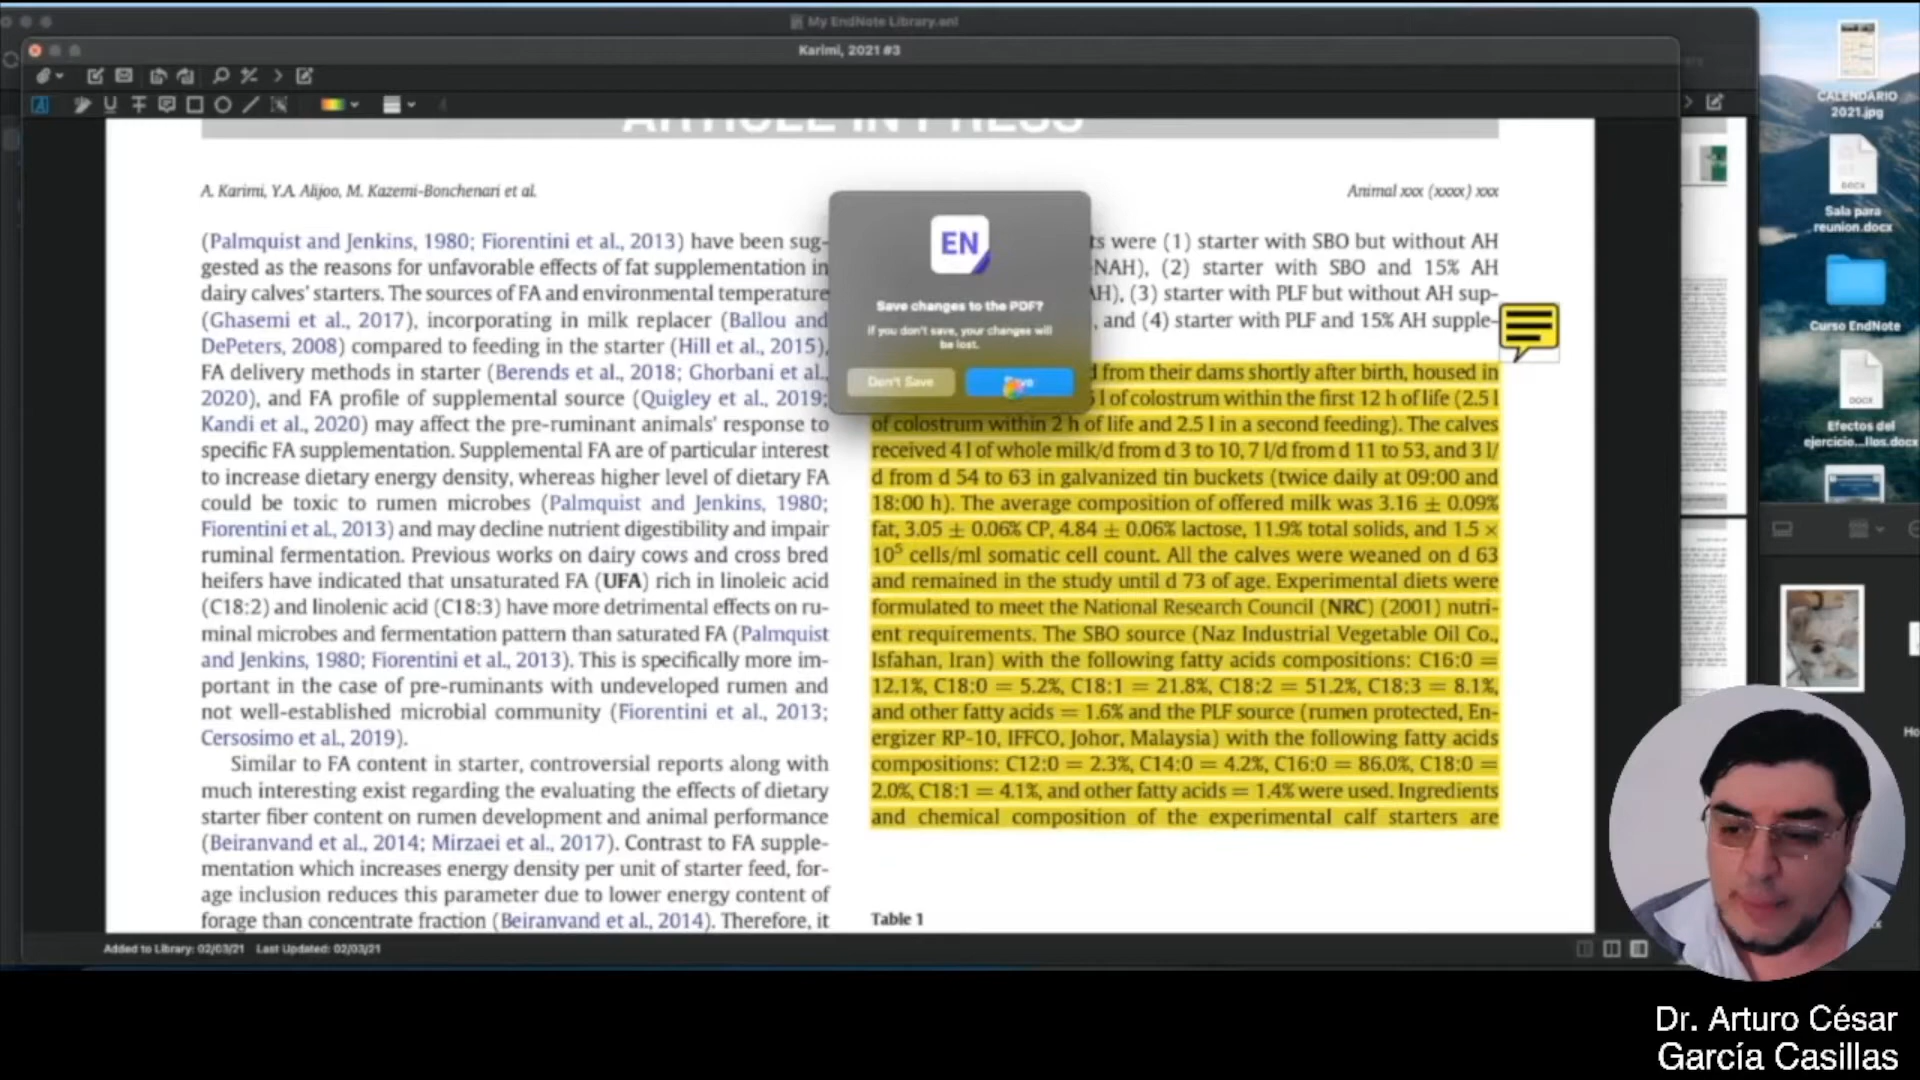 My EndNote Library.enl
Karimi, 2021 #3
ARTICLE IN PRESS
A. Karimi, Y.A. Alijoo, M. Kazemi-Bonchenari et al.
Animal xxx (xxxx) xxx
(Palmquist and Jenkins, 1980; Fiorentini et al., 2013) have been sug-
gested as the reasons for unfavorable effects of fat supplementation in
dairy calves' starters. The sources of FA and environmental temperature
(Ghasemi et al., 2017), incorporating in milk replacer (Ballou and
DePeters, 2008) compared to feeding in the starter (Hill et al., 2015),
FA delivery methods in starter (Berends et al., 2018; Ghorbani et al.,
2020), and FA profile of supplemental source (Quigley et al., 2019;
Kandi et al., 2020) may affect the pre-ruminant animals' response to
specific FA supplementation. Supplemental FA are of particular interest
to increase dietary energy density, whereas higher level of dietary FA
could be toxic to rumen microbes (Palmquist and Jenkins, 1980;
Fiorentini et al., 2013) and may decline nutrient digestibility and impair
ruminal fermentation. Previous works on dairy cows and cross bred
heifers have indicated that unsaturated FA (UFA) rich in linoleic acid
(C18:2) and linolenic acid (C18:3) have more detrimental effects on ru-
minal microbes and fermentation pattern than saturated FA (Palmquist
and Jenkins, 1980; Fiorentini et al., 2013). This is specifically more im-
portant in the case of pre-ruminants with undeveloped rumen and
not well-established microbial community (Fiorentini et al., 2013;
Cersosimo et al., 2019).
Similar to FA content in starter, controversial reports along with
much interesting exist regarding the evaluating the effects of dietary
starter fiber content on rumen development and animal performance
(Beiranvand et al., 2014; Mirzaei et al., 2017). Contrast to FA supple-
mentation which increases energy density per unit of starter feed, for-
age inclusion reduces this parameter due to lower energy content of
forage than concentrate fraction (Beiranvand et al., 2014). Therefore, it
EN
Save changes to the PDF?
If you don't save, your changes will
be lost.
Don't Save
Save
ts were (1) starter with SBO but without AH
NAH), (2) starter with SBO and 15% AH
AH), (3) starter with PLF but without AH sup-
, and (4) starter with PLF and 15% AH supple-
d from their dams shortly after birth, housed in
l of colostrum within the first 12 h of life (2.5 l
of colostrum within 2 h of life and 2.5 l in a second feeding). The calves
received 4 l of whole milk/d from d 3 to 10, 7 l/d from d 11 to 53, and 3 l/
d from d 54 to 63 in galvanized tin buckets (twice daily at 09:00 and
18:00 h). The average composition of offered milk was 3.16 ± 0.09%
fat, 3.05 ± 0.06% CP, 4.84 ± 0.06% lactose, 11.9% total solids, and 1.5 ×
10⁵ cells/ml somatic cell count. All the calves were weaned on d 63
and remained in the study until d 73 of age. Experimental diets were
formulated to meet the National Research Council (NRC) (2001) nutri-
ent requirements. The SBO source (Naz Industrial Vegetable Oil Co.,
Isfahan, Iran) with the following fatty acids compositions: C16:0 =
12.1%, C18:0 = 5.2%, C18:1 = 21.8%, C18:2 = 51.2%, C18:3 = 8.1%,
and other fatty acids = 1.6% and the PLF source (rumen protected, En-
ergizer RP-10, IFFCO, Johor, Malaysia) with the following fatty acids
compositions: C12:0 = 2.3%, C14:0 = 4.2%, C16:0 = 86.0%, C18:0 =
2.0%, C18:1 = 4.1%, and other fatty acids = 1.4% were used. Ingredients
and chemical composition of the experimental calf starters are
Table 1
Added to Library: 02/03/21 Last Updated: 02/03/21
CALENDARIO
2021.jpg
DOCX
Sala para
reunion.docx
Curso EndNote
DOCX
Efectos del
ejercicio...llos.docx
Ho
Dr. Arturo César
García Casillas